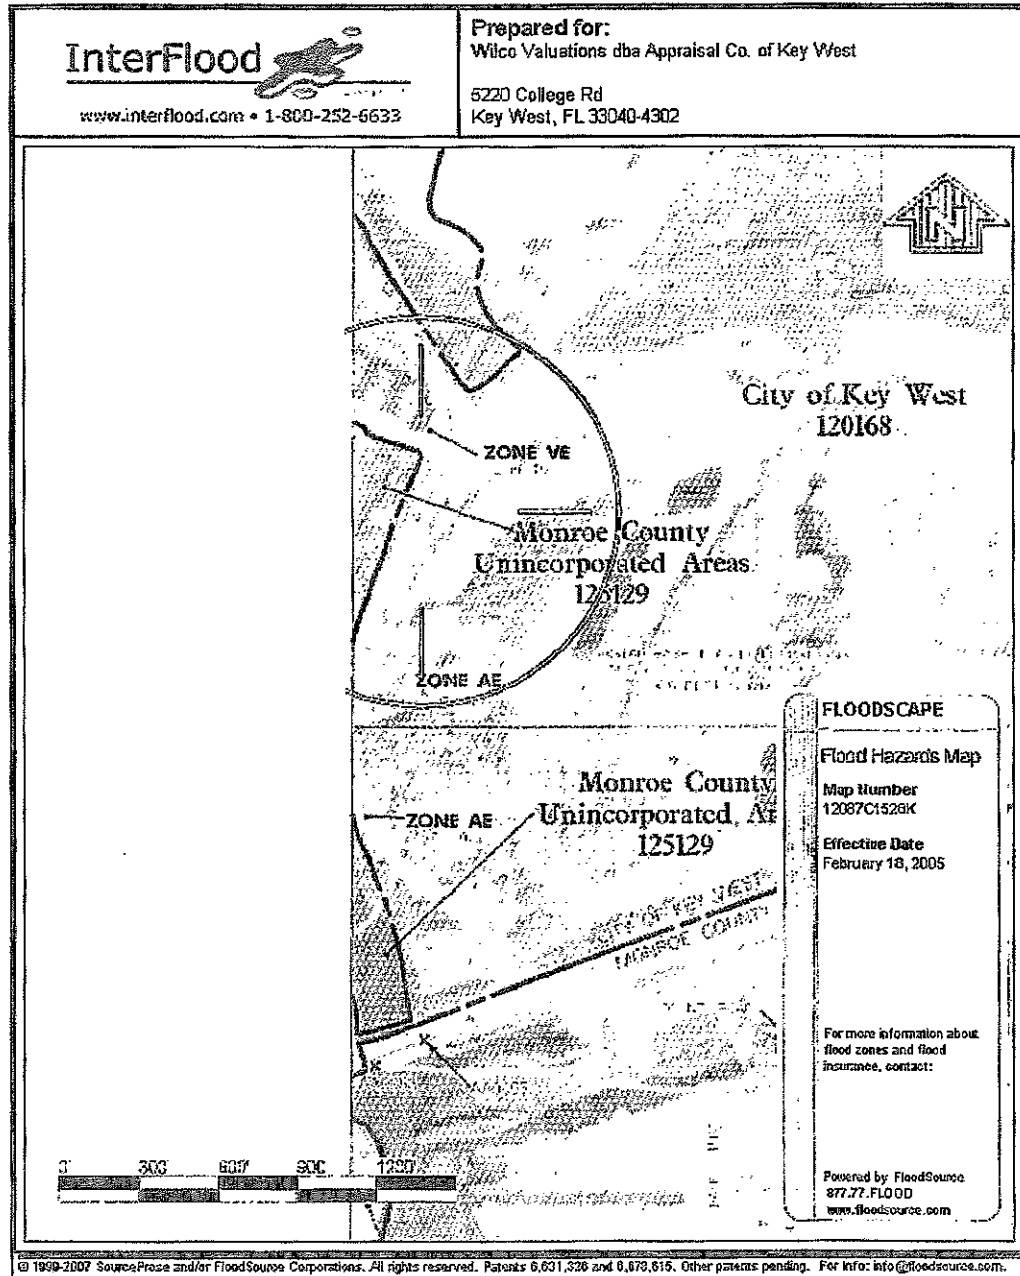 InterFlood
www.interflood.com • 1-800-252-6633
Prepared for:
Wilco Valuations dba Appraisal Co. of Key West
5220 College Rd
Key West, FL 33040-4302
N
City of Key West
120168
ZONE VE
Monroe County
Unincorporated Areas
125129
ZONE AE
Monroe County
Unincorporated, Ar
125129
ZONE AE
CITY OF KEY WEST
MONROE COUNTY
0' 300' 600' 900' 1200'
FLOODSCAPE
Flood Hazards Map
Map Number
12087C1528K
Effective Date
February 18, 2005
For more information about
flood zones and flood
insurance, contact:
Powered by FloodSource
877.77.FLOOD
www.floodsource.com
© 1999-2007 SourceProse and/or FloodSource Corporations. All rights reserved. Patents 6,631,326 and 6,678,615. Other patents pending. For Info: info@floodsource.com.